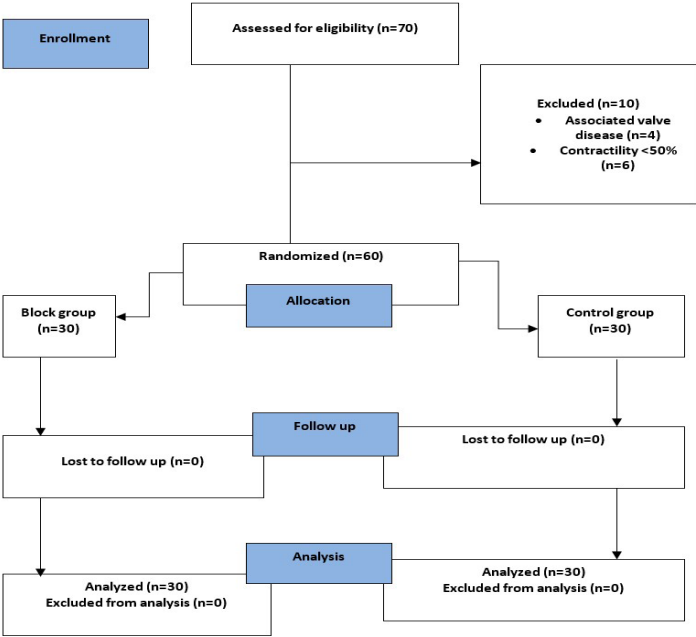 Enrollment
Assessed for eligibility (n=70)
Excluded (n=10)
• Associated valve
disease (n=4)
• Contractility <50%
(n=6)
Randomized (n=60)
Allocation
Block group
(n=30)
Control group
(n=30)
Follow up
Lost to follow up (n=0)
Lost to follow up (n=0)
Analysis
Analyzed (n=30)
Excluded from analysis (n=0)
Analyzed (n=30)
Excluded from analysis (n=0)